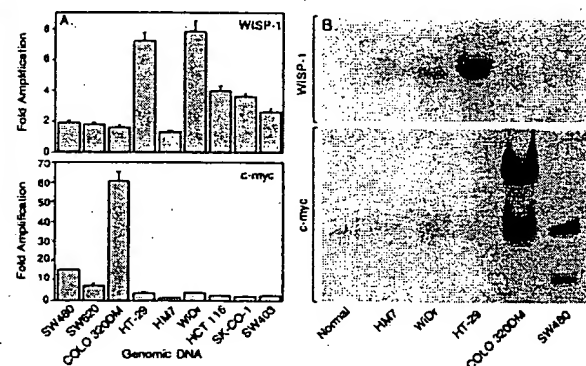 A.
WISP-1
Fold Amplification
8
6
4
2
0
c-myc
Fold Amplification
70
60
50
40
30
20
10
0
SW480
SW620
COLO 320DM
HT-29
HM7
WiDr
HCT 116
SK-CO-1
SW403
Genomic DNA
B.
WISP-1
c-myc
Normal
HM7
WiDr
HT-29
COLO 320DM
SW480